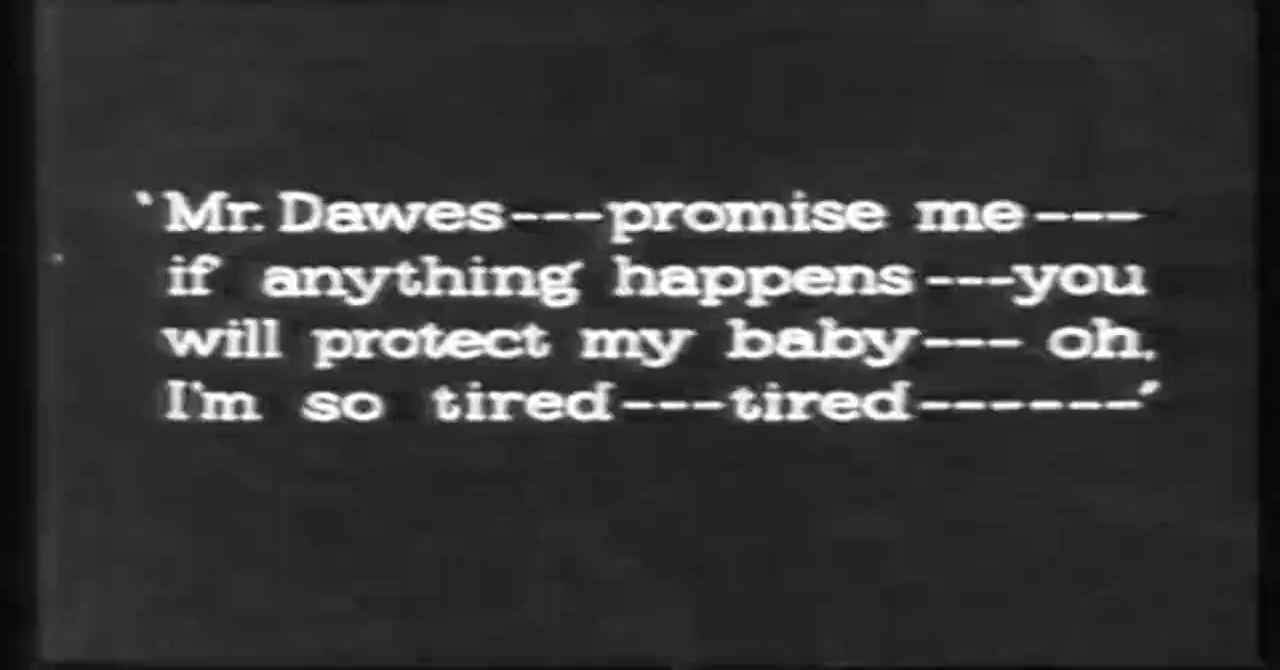 'Mr. Dawes---promise me---
if anything happens---you
will protect my baby--- oh,
I'm so tired---tired------'